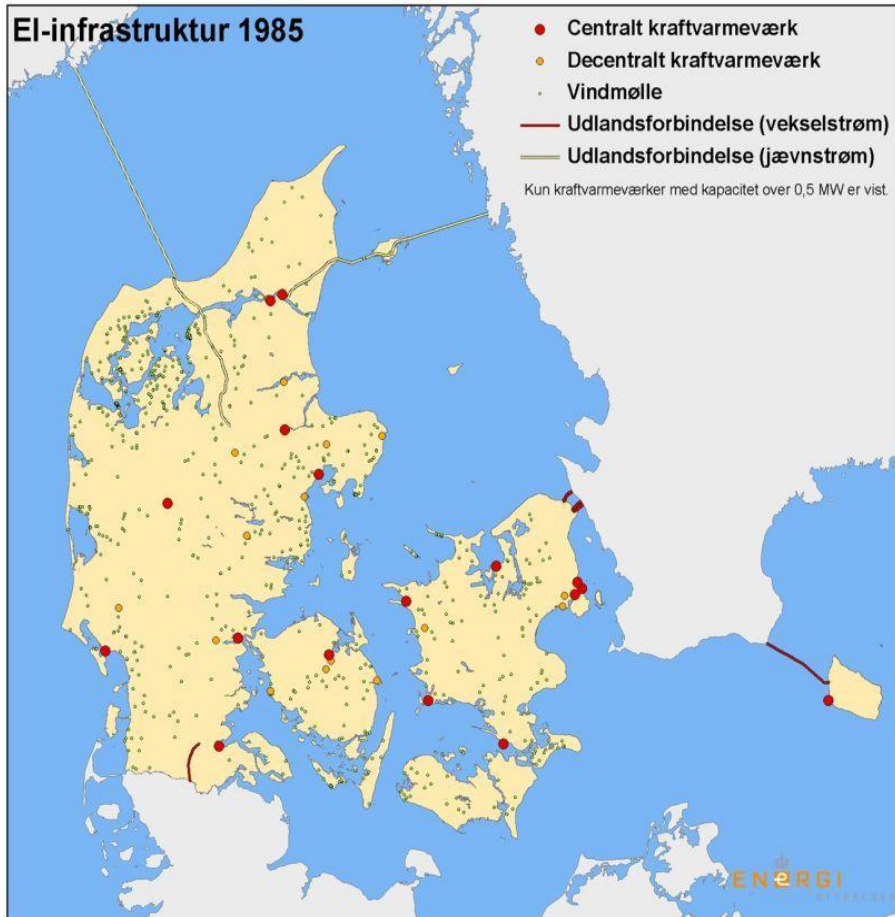 El-infrastruktur 1985
Centralt kraftvarmeværk
Decentralt kraftvarmeværk
Vindmølle
Udlandsforbindelse (vekselstrøm)
Udlandsforbindelse (jævnstrøm)
Kun kraftvarmeværker med kapacitet over 0,5 MW er vist.
ENERGI
STYRELSEN